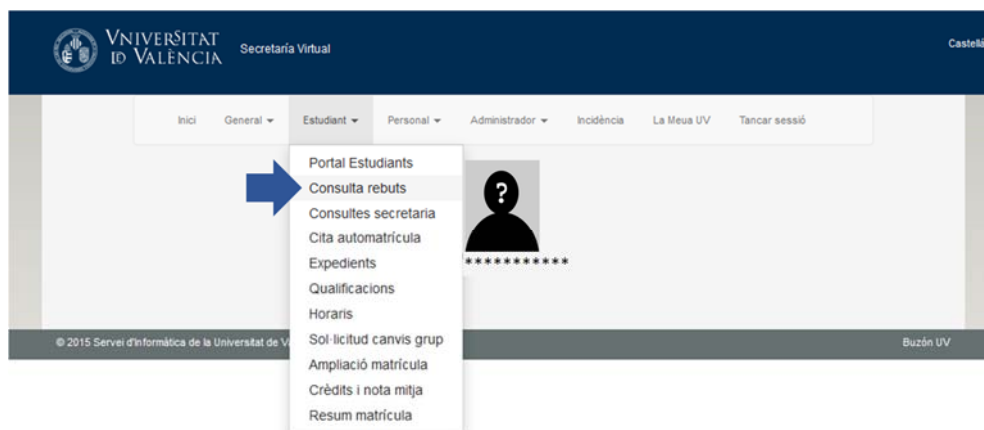 VNIVERSITAT
ID VALÈNCIA
Secretaría Virtual
Castellá
Inici General Estudiant Personal Administrador Incidència La Meua UV Tancar sessió
Portal Estudiants
Consulta rebuts
?
Consultes secretaria
Cita automatrícula
Expedients
***********
Qualificacions
Horaris
© 2015 Servei d'Informàtica de la Universitat de V
Sol·licitud canvis grup
Buzón UV
Ampliació matrícula
Crèdits i nota mitja
Resum matrícula